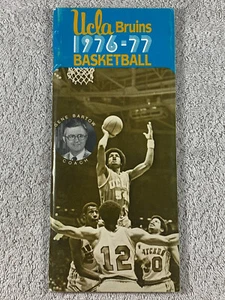 Ucla Bruins
1976-77
BASKETBALL
GENE BARTOW
COACH
12